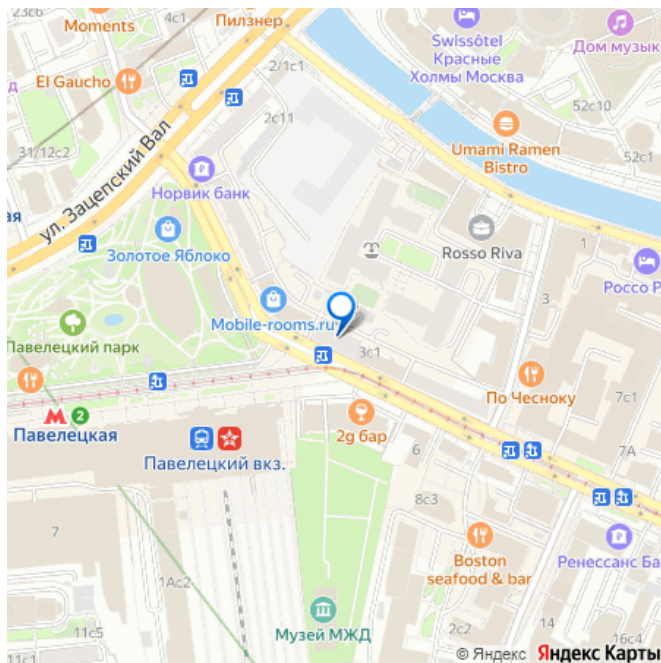 23с6
Moments
Пилзнер
El Gaucho
2/1с1
2с11
Swissôtel
Красные
Холмы Москва
Дом музык
52с10
Umami Ramen
Bistro
52с1
31/12с2
ул. Зацепский Вал
Норвик банк
ая
Золотое Яблоко
Rosso Riva
1
Россо Р
3
Mobile-rooms.ru
Павелецкий парк
3с1
По Чесноку
7с1
М 2
Павелецкая
2g бар
Павелецкий вкз.
6
7А
8с3
7
Boston
seafood & bar
Ренессанс Ба
1Ас2
Музей МЖД
11с5
11с6
2с2
14
16с4
© Яндекс Яндекс Карты